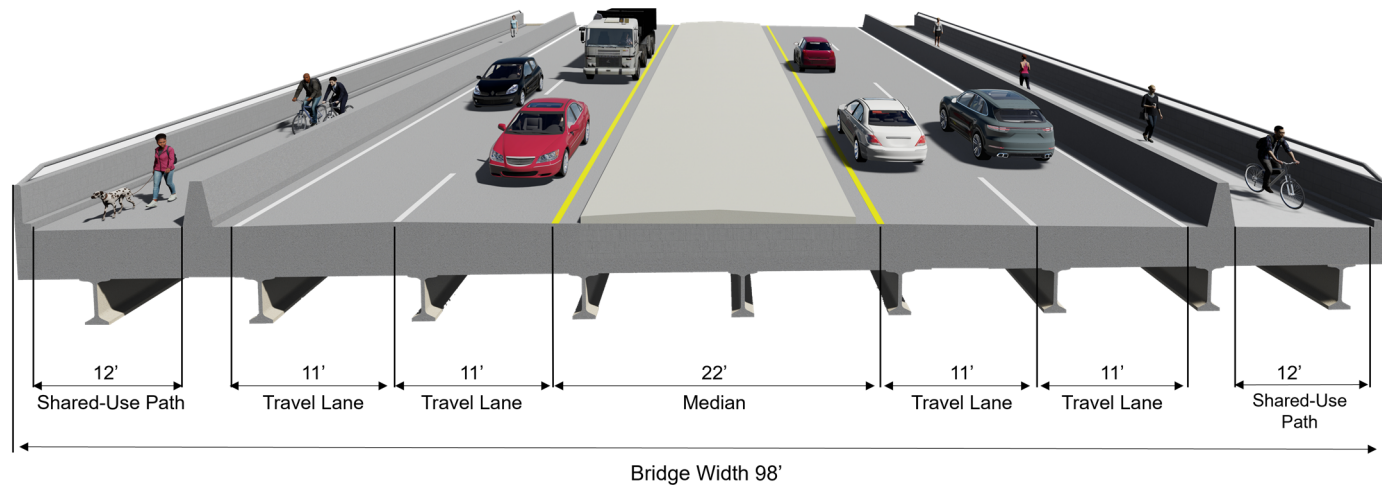 12’
11’
11’
22’
11’
11’
12’
Shared-Use Path
Travel Lane
Travel Lane
Median
Travel Lane
Travel Lane
Shared-Use
Path
Bridge Width 98’